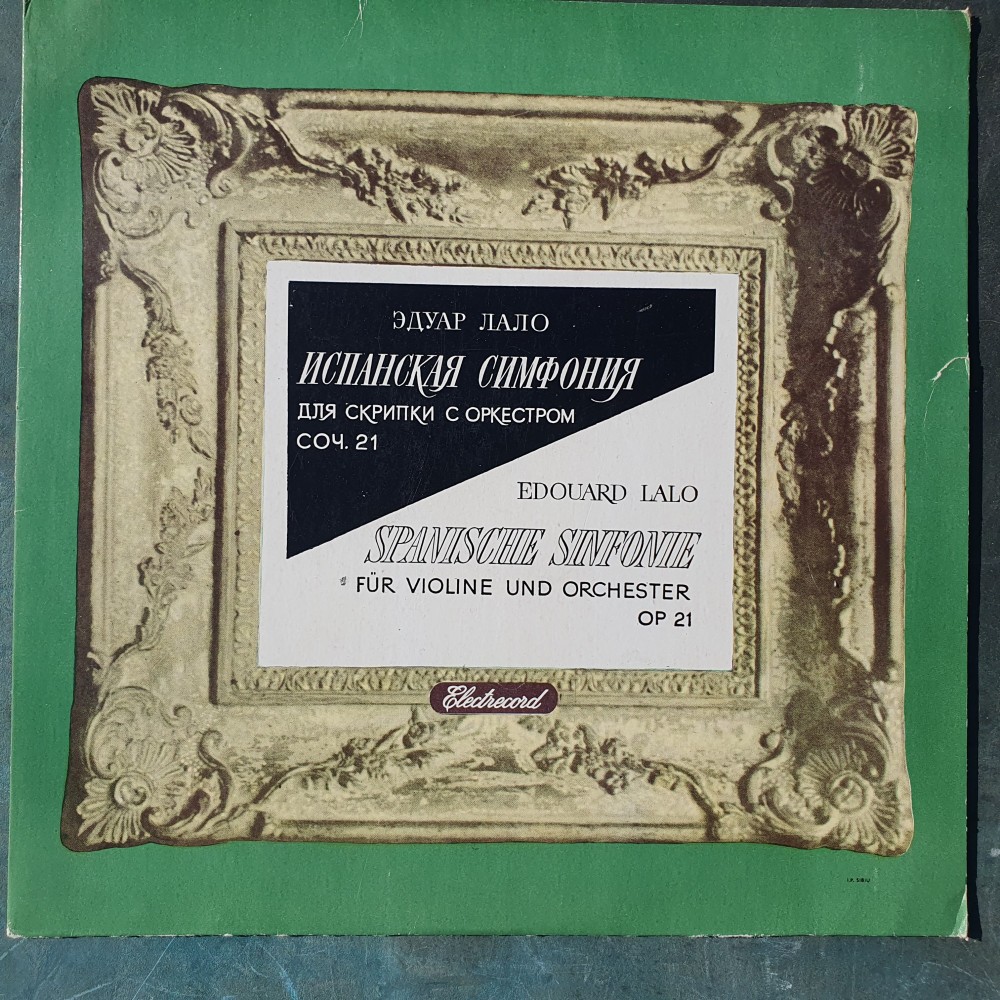 ЭДУАР ЛАЛО
ИСПАНСКАЯ СИМФОНИЯ
ДЛЯ СКРИПКИ С ОРКЕСТРОМ
СОЧ. 21
EDOUARD LALO
SPANISCHE SINFONIE
FÜR VIOLINE UND ORCHESTER
OP 21
Electrecord